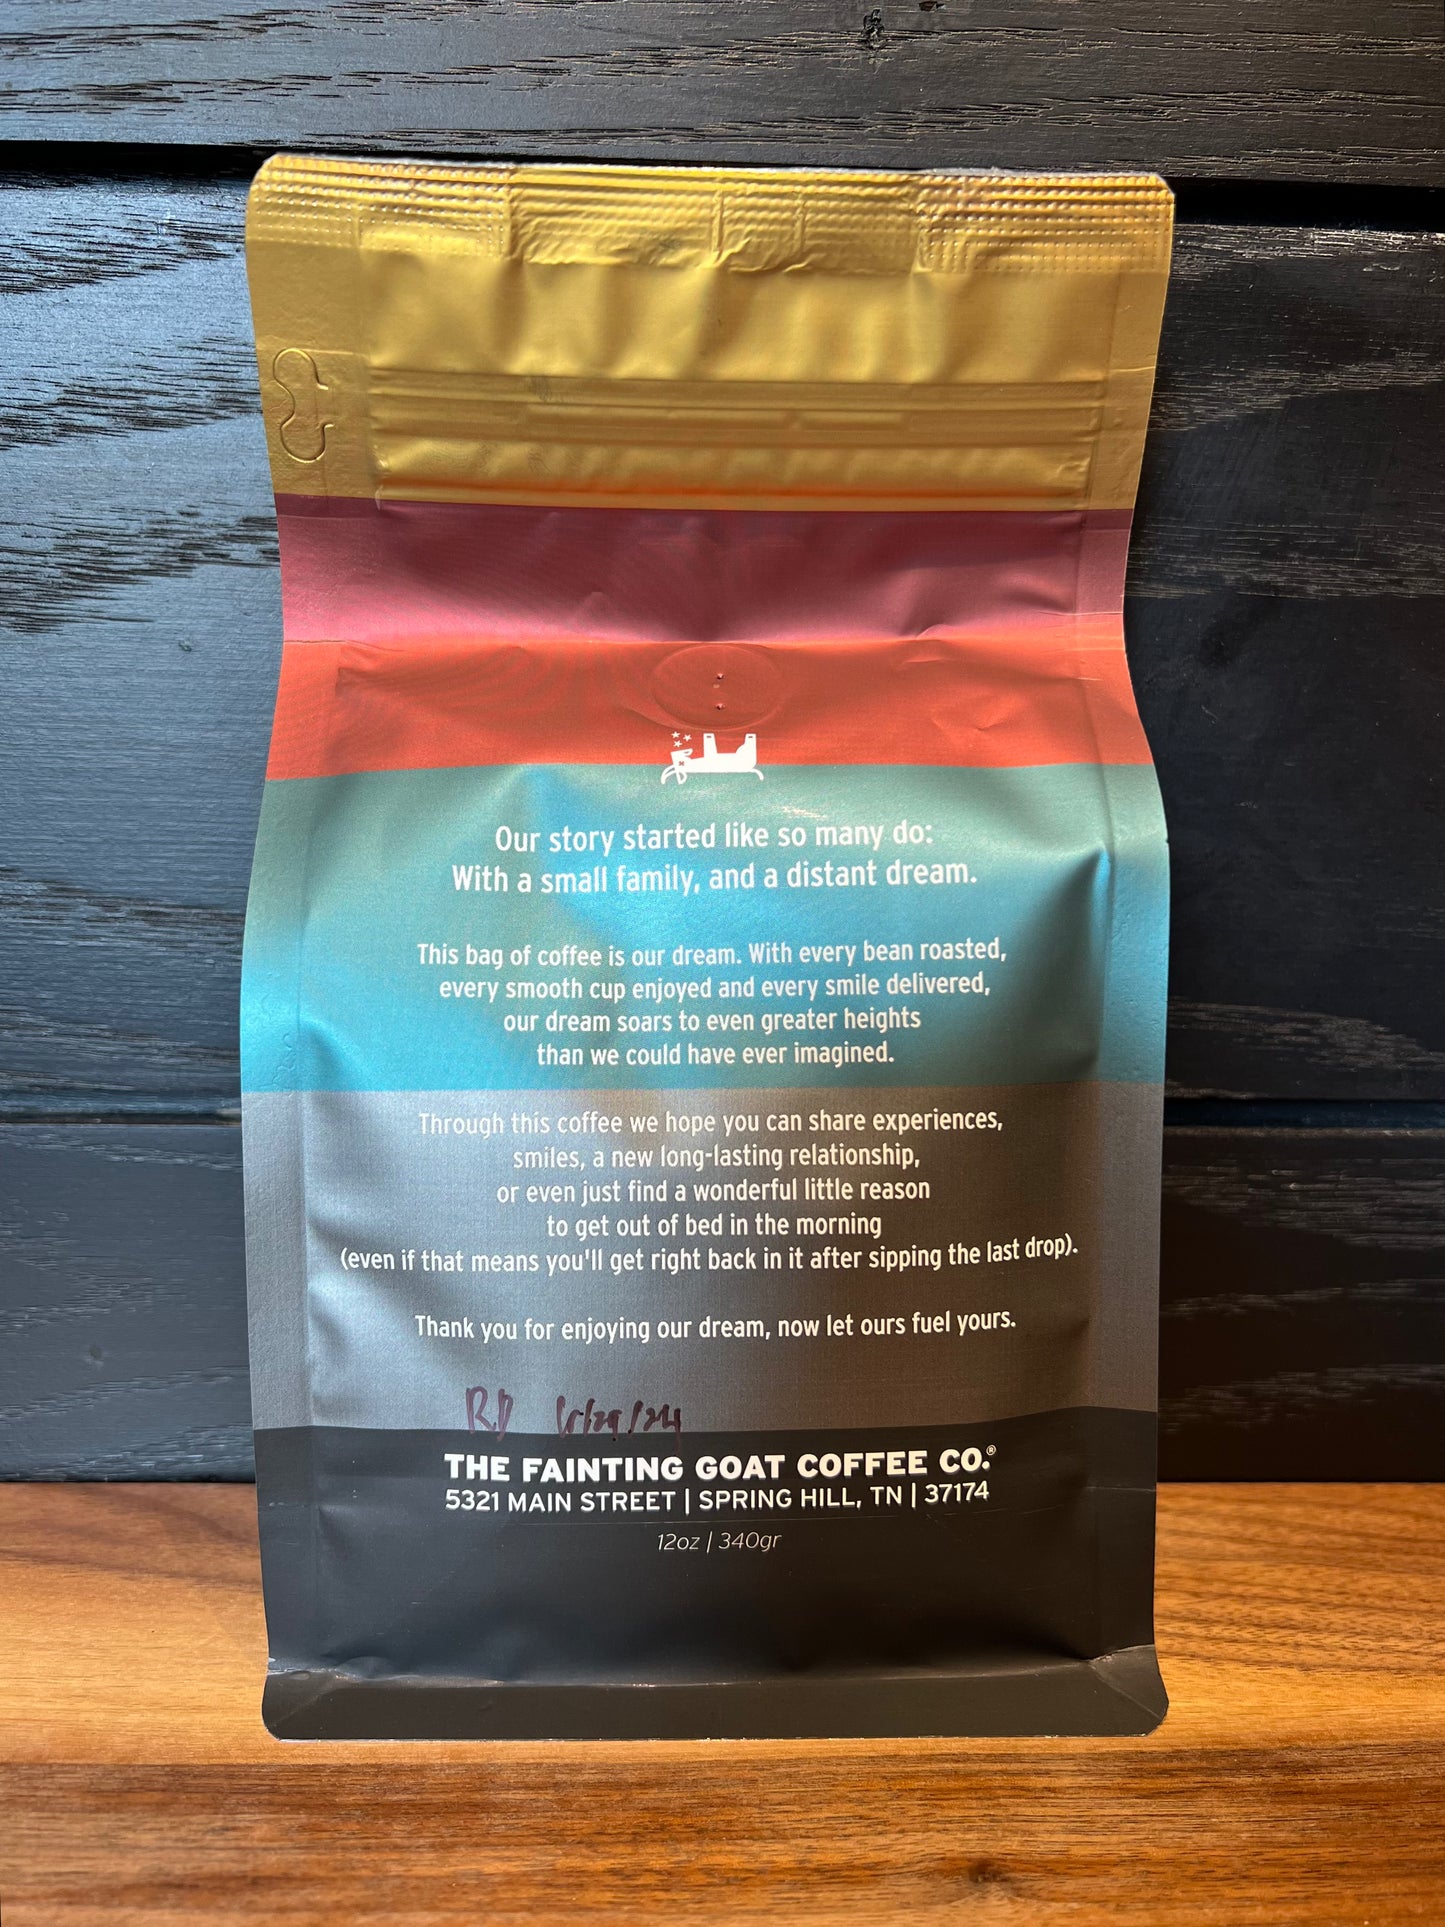 Our story started like so many do:
With a small family, and a distant dream.
This bag of coffee is our dream. With every bean roasted,
every smooth cup enjoyed and every smile delivered,
our dream soars to even greater heights
than we could have ever imagined.
Through this coffee we hope you can share experiences,
smiles, a new long-lasting relationship,
or even just find a wonderful little reason
to get out of bed in the morning
(even if that means you'll get right back in it after sipping the last drop).
Thank you for enjoying our dream, now let ours fuel yours.
RD
THE FAINTING GOAT COFFEE CO.®
5321 MAIN STREET | SPRING HILL, TN | 37174
12oz | 340gr